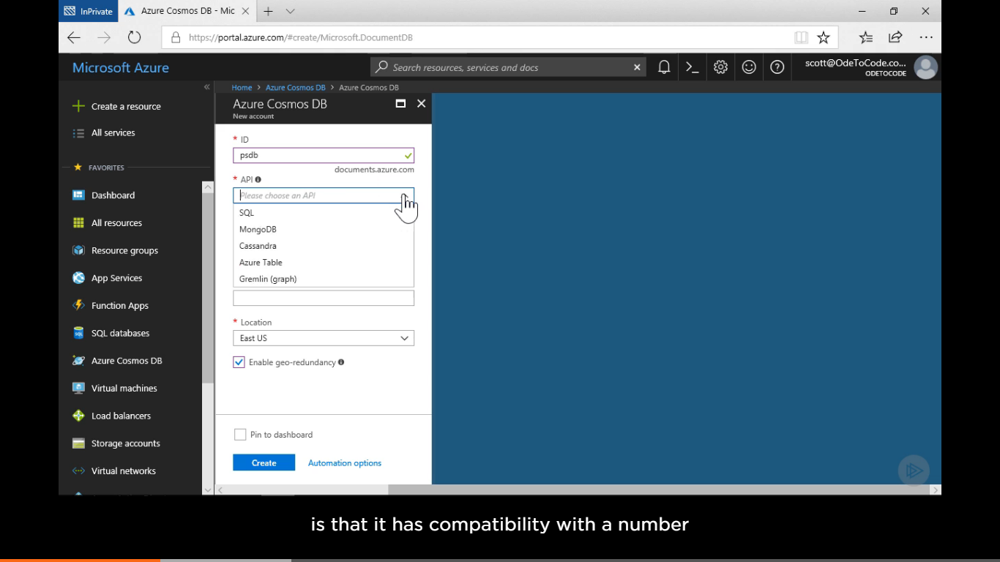 InPrivate
Azure Cosmos DB - Mic
https://portal.azure.com/#create/Microsoft.DocumentDB
Microsoft Azure
Search resources, services and docs
scott@OdeToCode.co...
ODETOCODE
Home > Azure Cosmos DB > Azure Cosmos DB
Create a resource
All services
FAVORITES
Dashboard
All resources
Resource groups
App Services
Function Apps
SQL databases
Azure Cosmos DB
Virtual machines
Load balancers
Storage accounts
Virtual networks
Azure Cosmos DB
New account
* ID
psdb
documents.azure.com
* API
Please choose an API
SQL
MongoDB
Cassandra
Azure Table
Gremlin (graph)
* Location
East US
Enable geo-redundancy
Pin to dashboard
Create
Automation options
is that it has compatibility with a number